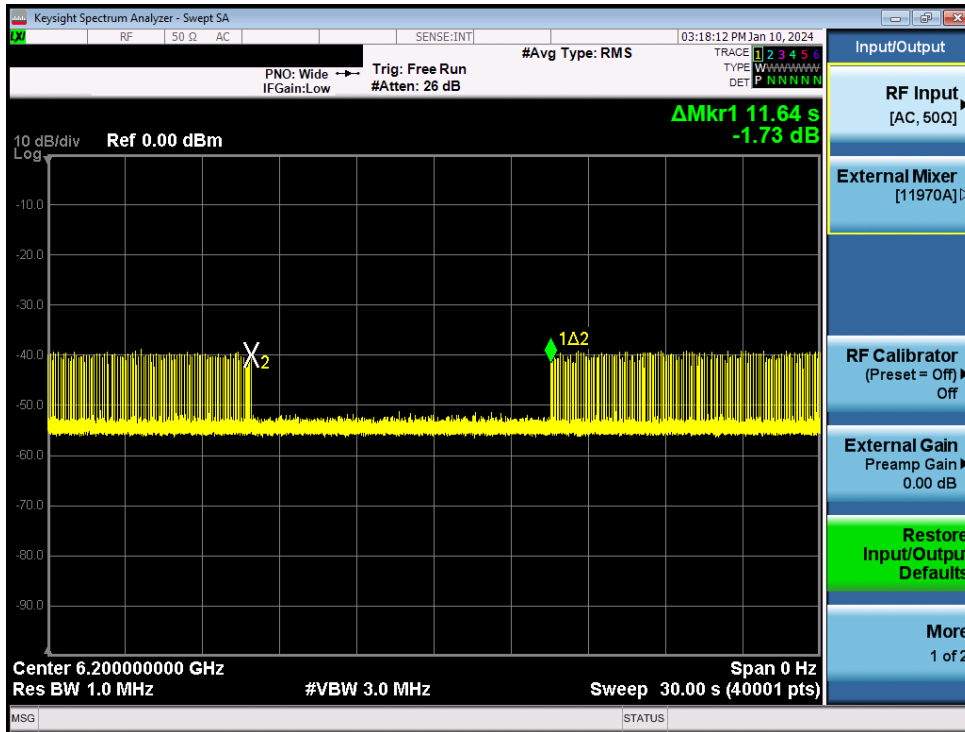 Keysight Spectrum Analyzer - Swept SA
LXI RF 50 Ω AC SENSE:INT 03:18:12 PM Jan 10, 2024
#Avg Type: RMS TRACE 1 2 3 4 5 6
PNO: Wide Trig: Free Run TYPE WWWWWW
IFGain:Low #Atten: 26 dB DET P N N N N N
ΔMkr1 11.64 s
-1.73 dB
10 dB/div Ref 0.00 dBm
Log
-10.0
-20.0
-30.0
-40.0
-50.0
-60.0
-70.0
-80.0
-90.0
X2
1Δ2
Center 6.200000000 GHz Span 0 Hz
Res BW 1.0 MHz #VBW 3.0 MHz Sweep 30.00 s (40001 pts)
MSG STATUS
Input/Output
RF Input
[AC, 50Ω]
External Mixer
[11970A]
RF Calibrator
(Preset = Off)
Off
External Gain
Preamp Gain
0.00 dB
Restore
Input/Output
Defaults
More
1 of 2